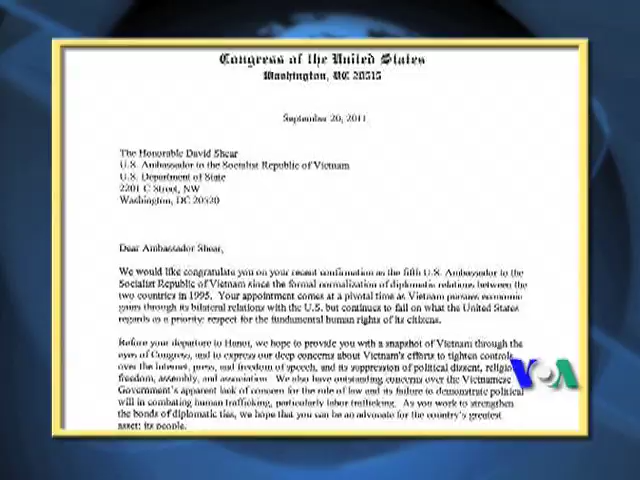 Congress of the United States
Washington, DC 20515
September 20, 2011
The Honorable David Shear
U.S. Ambassador to the Socialist Republic of Vietnam
U.S. Department of State
2201 C Street, NW
Washington, DC 20520
Dear Ambassador Shear,
We would like congratulate you on your recent confirmation as the fifth U.S. Ambassador to the
Socialist Republic of Vietnam since the formal normalization of diplomatic relations between the
two countries in 1995. Your appointment comes at a pivotal time as Vietnam pursues economic
gains through its bilateral relations with the U.S. but continues to fail on what the United States
regards as a priority: respect for the fundamental human rights of its citizens.
Before your departure to Hanoi, we hope to provide you with a snapshot of Vietnam through the
eyes of Congress, and to express our deep concerns about Vietnam's efforts to tighten controls
over the Internet, press, and freedom of speech, and its suppression of political dissent, religio
freedom, assembly, and association. We also have outstanding concerns over the Vietnamese
Government's apparent lack of concern for the rule of law and its failure to demonstrate political
will in combating human trafficking, particularly labor trafficking. As you work to strengthen
the bonds of diplomatic ties, we hope that you can be an advocate for the country's greatest
asset: its people.
VOA